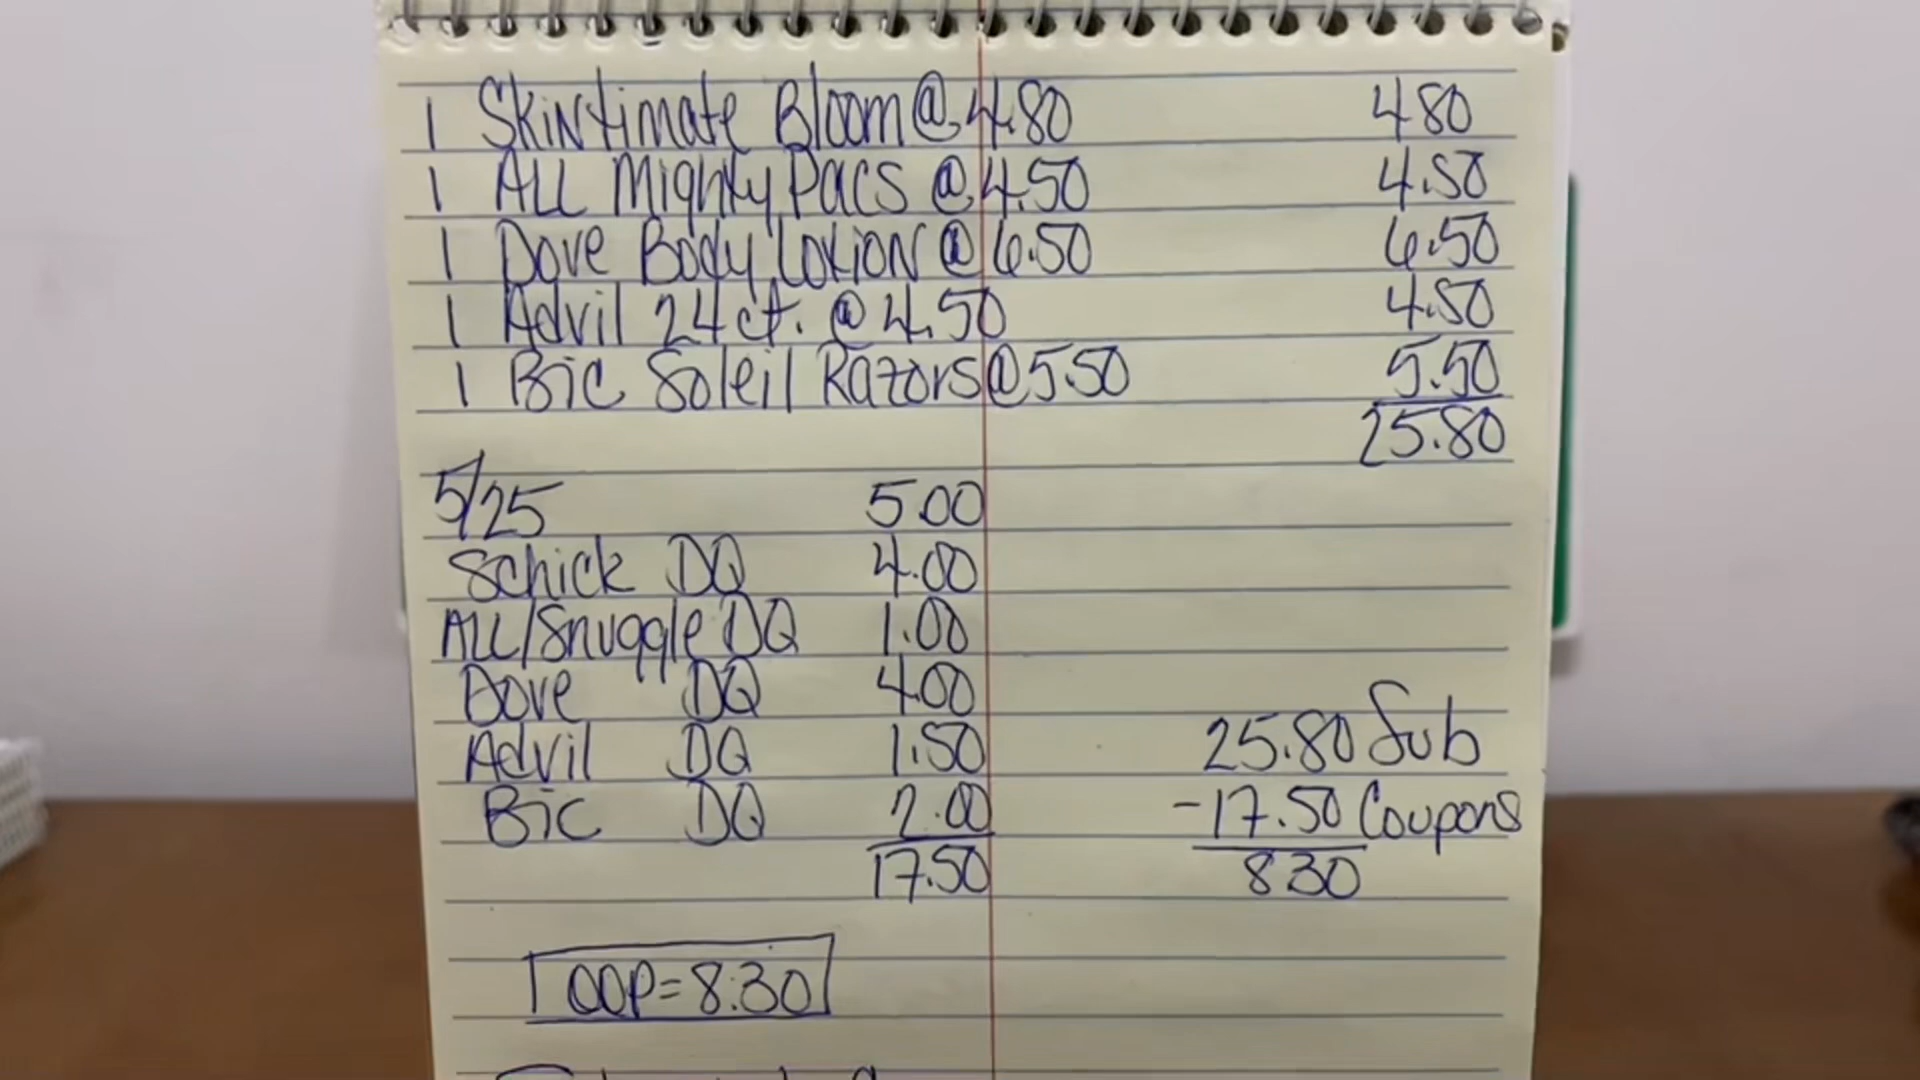 1 Skintimate Bloom @ 4.80 4 80
1 ALL Mighty Pacs @ 4.50 4.50
1 Dove Body Lotion @ 6.50 6.50
1 Advil 24 ct. @ 4.50 4.50
1 Bic Soleil Razors @ 5.50 5.50
25.80
5/25 5.00
Schick DQ 4.00
ALL/Snuggle DQ 1.00
Dove DQ 4.00
Advil DQ 1.50 25.80 Sub
Bic DQ 2.00 -17.50 Coupons
17.50 8.30
OOP = 8.30